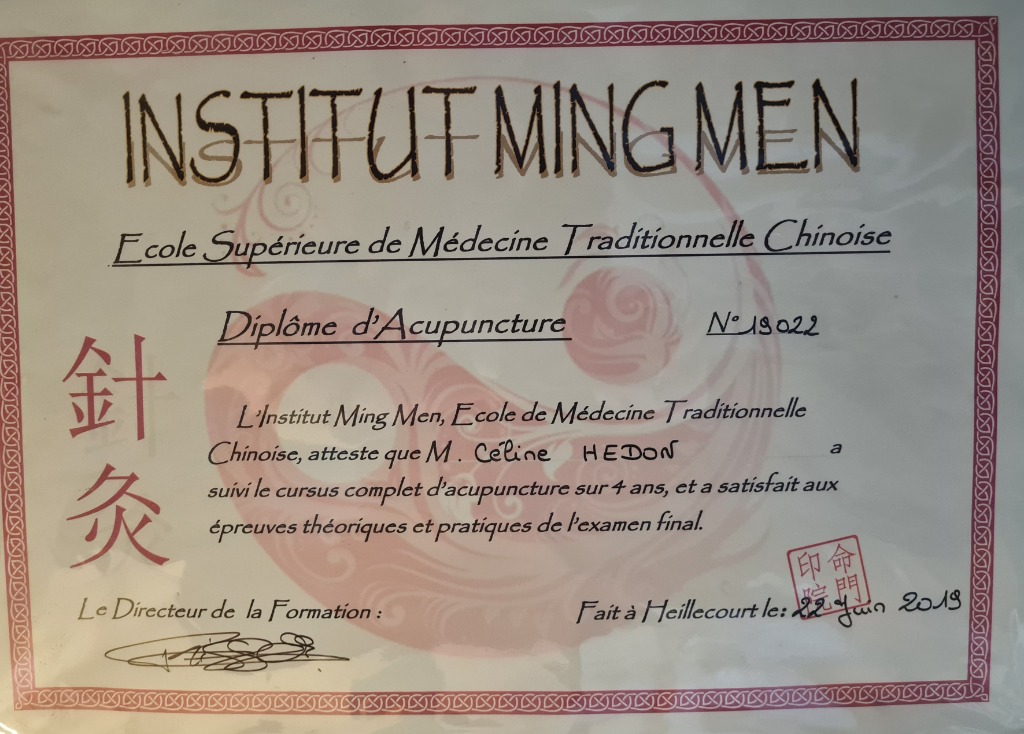 INSTITUT MING MEN
Ecole Supérieure de Médecine Traditionnelle Chinoise
Diplôme d'Acupuncture N° 19022
針灸
L'Institut Ming Men, Ecole de Médecine Traditionnelle
Chinoise, atteste que M. Céline HEDON a
suivi le cursus complet d'acupuncture sur 4 ans, et a satisfait aux
épreuves théoriques et pratiques de l'examen final.
命門
印院
Le Directeur de la Formation :
Fait à Heillecourt le: 22 Juin 2019